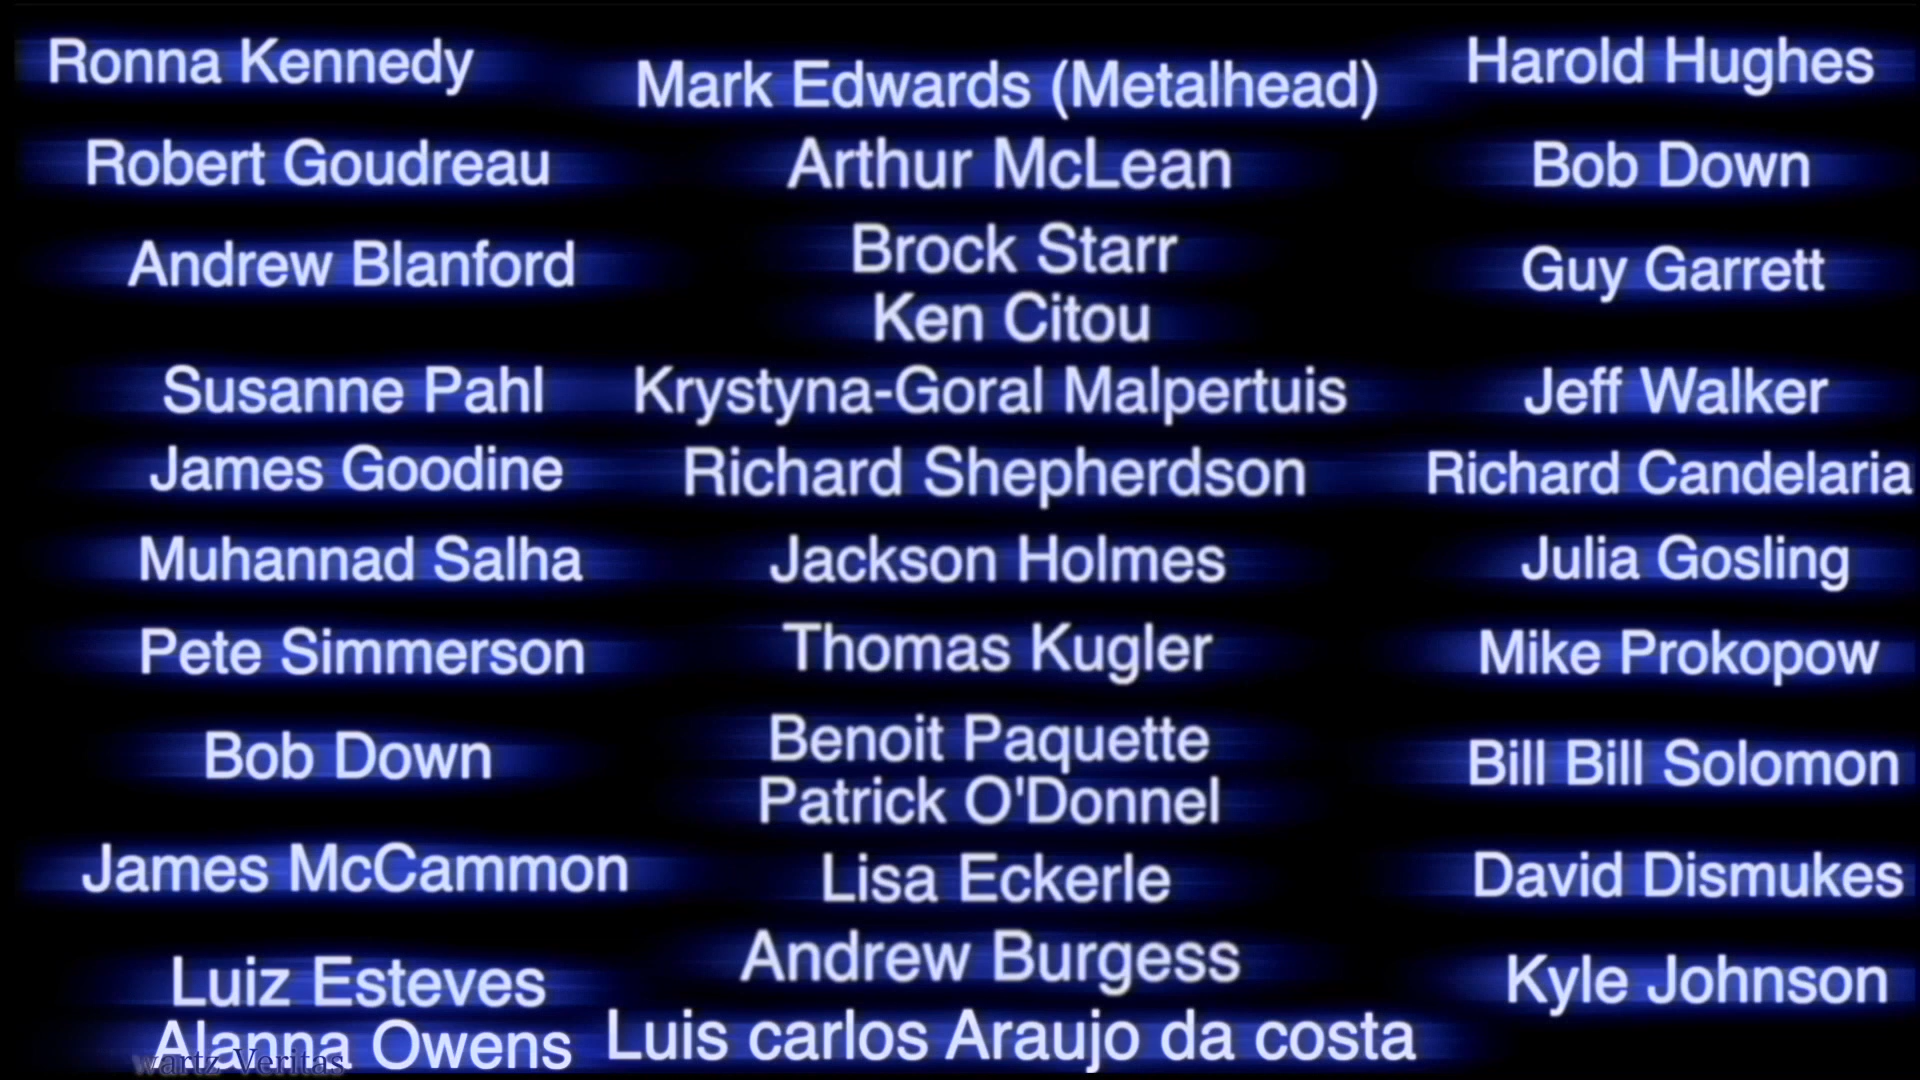 Ronna Kennedy
Robert Goudreau
Andrew Blanford
Susanne Pahl
James Goodine
Muhannad Salha
Pete Simmerson
Bob Down
James McCammon
Luiz Esteves
Alanna Owens
wartz Veritas
Mark Edwards (Metalhead)
Arthur McLean
Brock Starr
Ken Citou
Krystyna-Goral Malpertuis
Richard Shepherdson
Jackson Holmes
Thomas Kugler
Benoit Paquette
Patrick O'Donnel
Lisa Eckerle
Andrew Burgess
Luis carlos Araujo da costa
Harold Hughes
Bob Down
Guy Garrett
Jeff Walker
Richard Candelaria
Julia Gosling
Mike Prokopow
Bill Bill Solomon
David Dismukes
Kyle Johnson